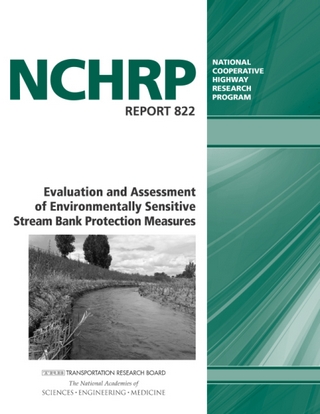 NCHRP
REPORT 822
NATIONAL
COOPERATIVE
HIGHWAY
RESEARCH
PROGRAM
Evaluation and Assessment
of Environmentally Sensitive
Stream Bank Protection Measures
TRB TRANSPORTATION RESEARCH BOARD
The National Academies of
SCIENCES • ENGINEERING • MEDICINE